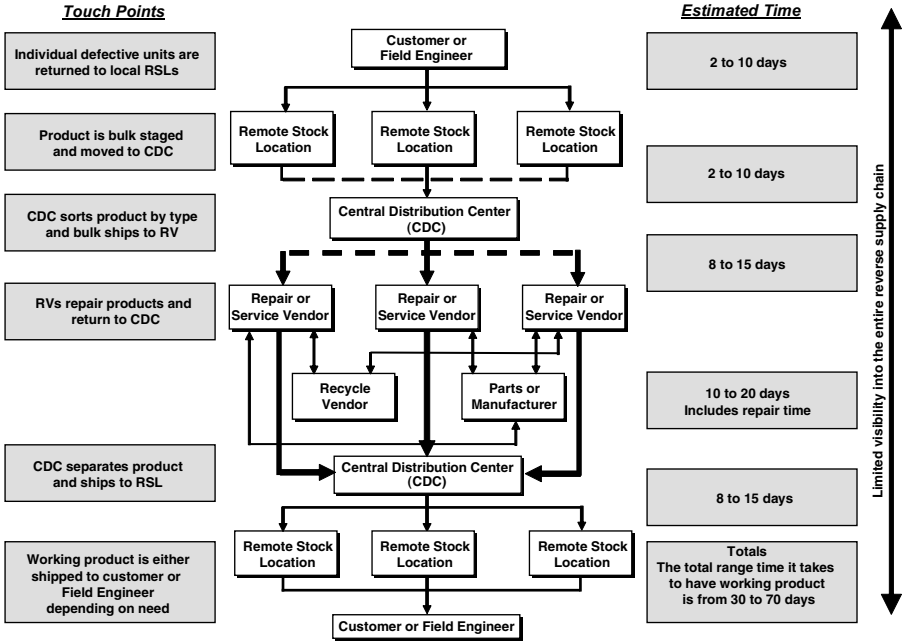 Touch Points
Estimated Time
Individual defective units are
returned to local RSLs
Customer or
Field Engineer
2 to 10 days
Product is bulk staged
and moved to CDC
Remote Stock
Location
Remote Stock
Location
Remote Stock
Location
2 to 10 days
CDC sorts product by type
and bulk ships to RV
Central Distribution Center
(CDC)
8 to 15 days
RVs repair products and
return to CDC
Repair or
Service Vendor
Repair or
Service Vendor
Repair or
Service Vendor
Recycle
Vendor
Parts or
Manufacturer
10 to 20 days
Includes repair time
CDC separates product
and ships to RSL
Central Distribution Center
(CDC)
8 to 15 days
Remote Stock
Location
Remote Stock
Location
Remote Stock
Location
Working product is either
shipped to customer or
Field Engineer
depending on need
Totals
The total range time it takes
to have working product
is from 30 to 70 days
Customer or Field Engineer
Limited visibility into the entire reverse supply chain